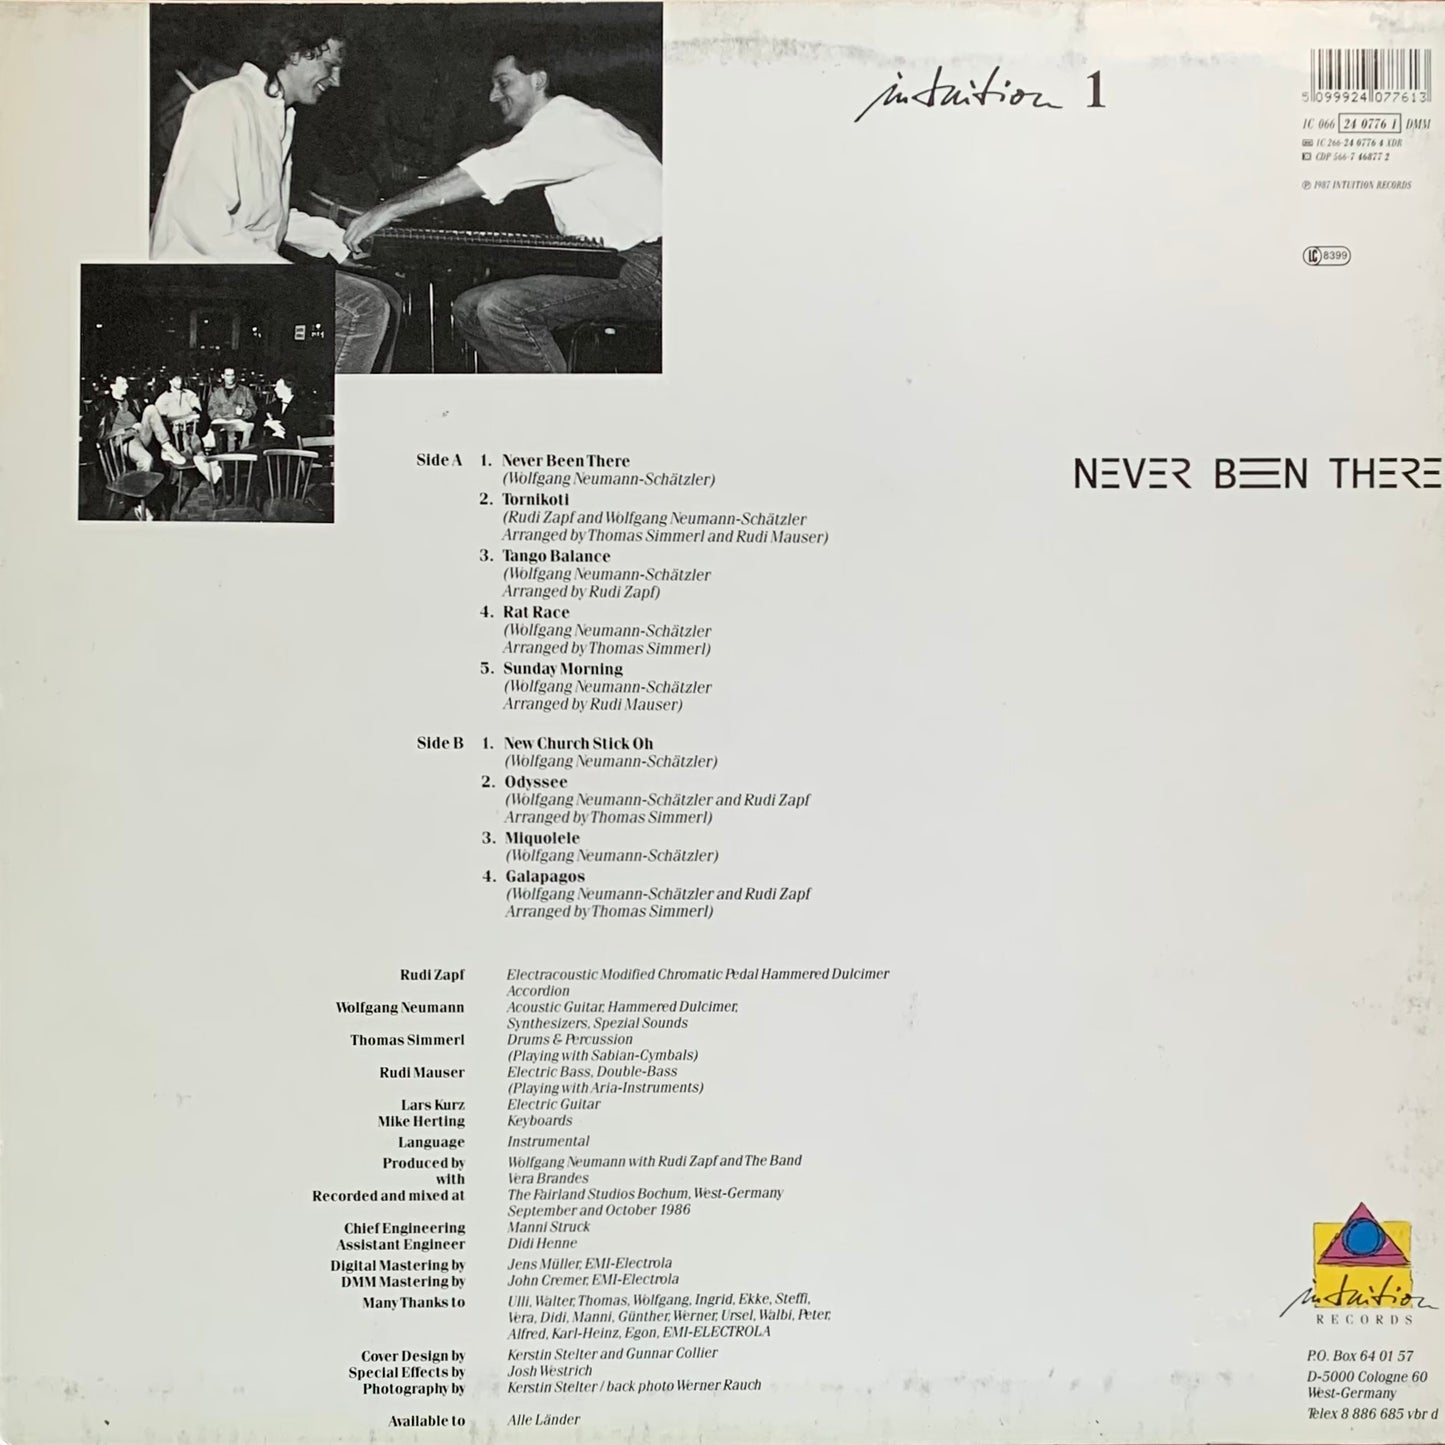 intuition 1
5 099924 077613
1C 066 24 0776 1 DMM
1C 266-24 0776 4 XDR
CDP 566-7 46877 2
℗ 1987 INTUITION RECORDS
LC 8399
NEVER BEEN THERE
Side A 1. Never Been There
(Wolfgang Neumann-Schätzler)
2. Tornikoti
(Rudi Zapf and Wolfgang Neumann-Schätzler
Arranged by Thomas Simmerl and Rudi Mauser)
3. Tango Balance
(Wolfgang Neumann-Schätzler
Arranged by Rudi Zapf)
4. Rat Race
(Wolfgang Neumann-Schätzler
Arranged by Thomas Simmerl)
5. Sunday Morning
(Wolfgang Neumann-Schätzler
Arranged by Rudi Mauser)
Side B 1. New Church Stick Oh
(Wolfgang Neumann-Schätzler)
2. Odyssee
(Wolfgang Neumann-Schätzler and Rudi Zapf
Arranged by Thomas Simmerl)
3. Miquolele
(Wolfgang Neumann-Schätzler)
4. Galapagos
(Wolfgang Neumann-Schätzler and Rudi Zapf
Arranged by Thomas Simmerl)
Rudi Zapf Electracoustic Modified Chromatic Pedal Hammered Dulcimer
Accordion
Wolfgang Neumann Acoustic Guitar, Hammered Dulcimer,
Synthesizers, Spezial Sounds
Thomas Simmerl Drums & Percussion
(Playing with Sabian-Cymbals)
Rudi Mauser Electric Bass, Double-Bass
(Playing with Aria-Instruments)
Lars Kurz Electric Guitar
Mike Herting Keyboards
Language Instrumental
Produced by Wolfgang Neumann with Rudi Zapf and The Band
with Vera Brandes
Recorded and mixed at The Fairland Studios Bochum, West-Germany
September and October 1986
Chief Engineering Manni Struck
Assistant Engineer Didi Henne
Digital Mastering by Jens Müller, EMI-Electrola
DMM Mastering by John Cremer, EMI-Electrola
Many Thanks to Ulli, Walter, Thomas, Wolfgang, Ingrid, Ekke, Steffi,
Vera, Didi, Manni, Günther, Werner, Ursel, Walbi, Peter,
Alfred, Karl-Heinz, Egon, EMI-ELECTROLA
Cover Design by Kerstin Stelter and Gunnar Collier
Special Effects by Josh Westrich
Photography by Kerstin Stelter / back photo Werner Rauch
Available to Alle Länder
intuition
RECORDS
P.O. Box 64 01 57
D-5000 Cologne 60
West-Germany
Telex 8 886 685 vbr d